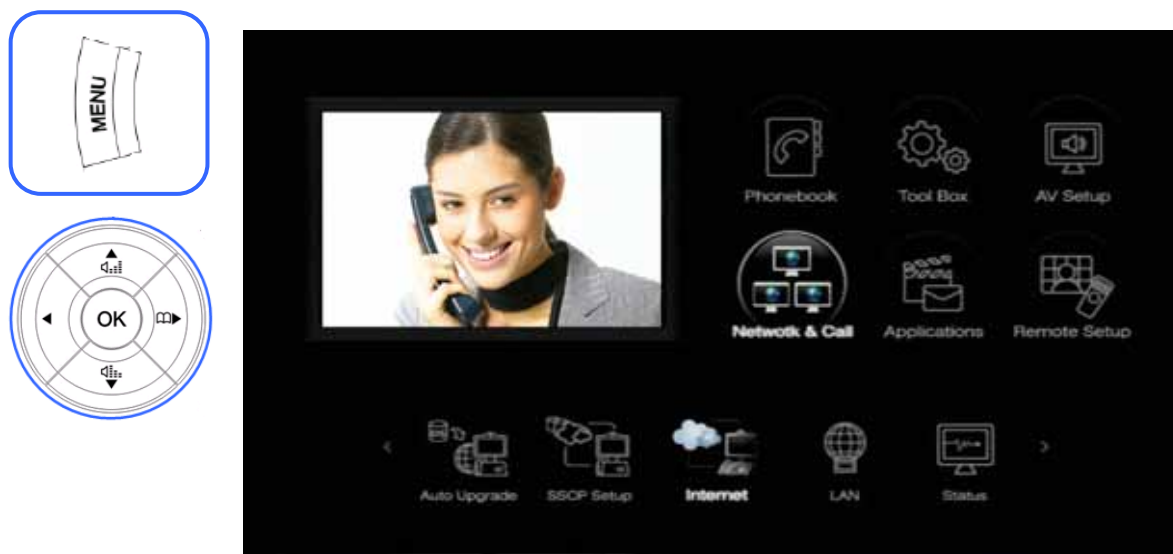 MENU
OK
Phonebook Tool Box AV Setup
Netwotk & Call Applications Remote Setup
Auto Upgrade SSCP Setup Internet LAN Status